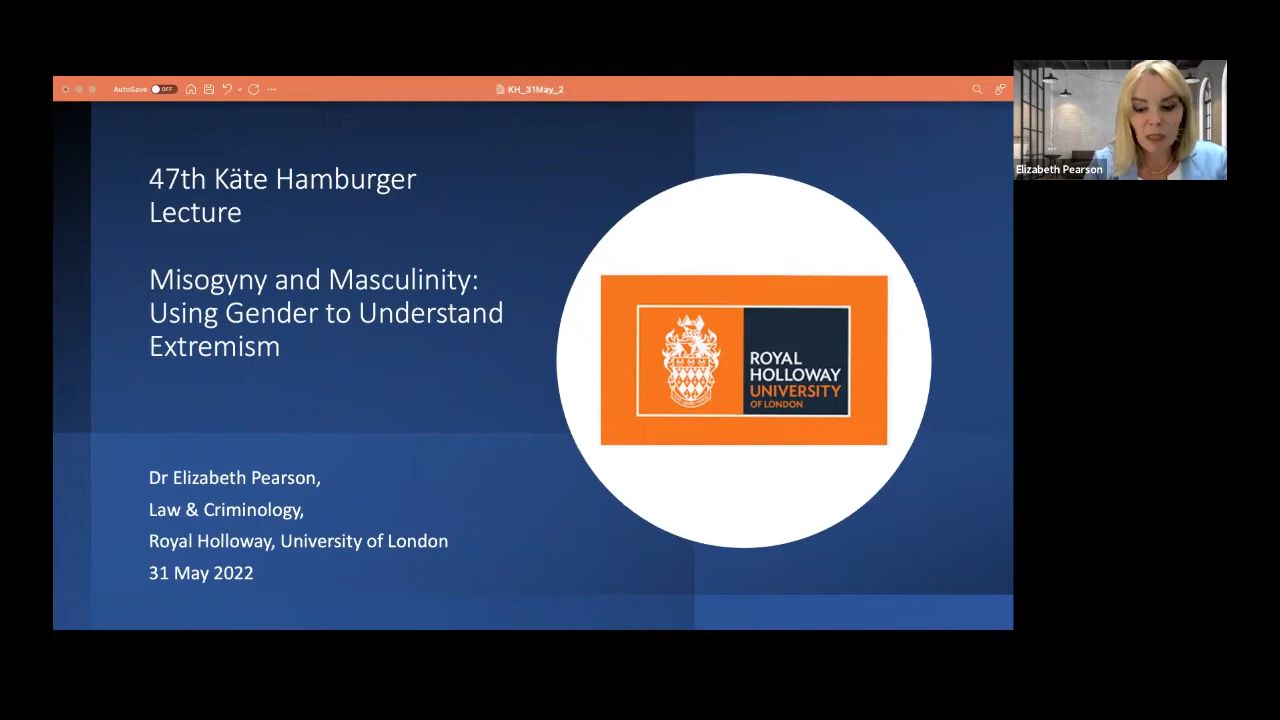 AutoSave OFF
KH_31May_2
Elizabeth Pearson
47th Käte Hamburger
Lecture
Misogyny and Masculinity:
Using Gender to Understand
Extremism
ROYAL
HOLLOWAY
UNIVERSITY
OF LONDON
Dr Elizabeth Pearson,
Law & Criminology,
Royal Holloway, University of London
31 May 2022